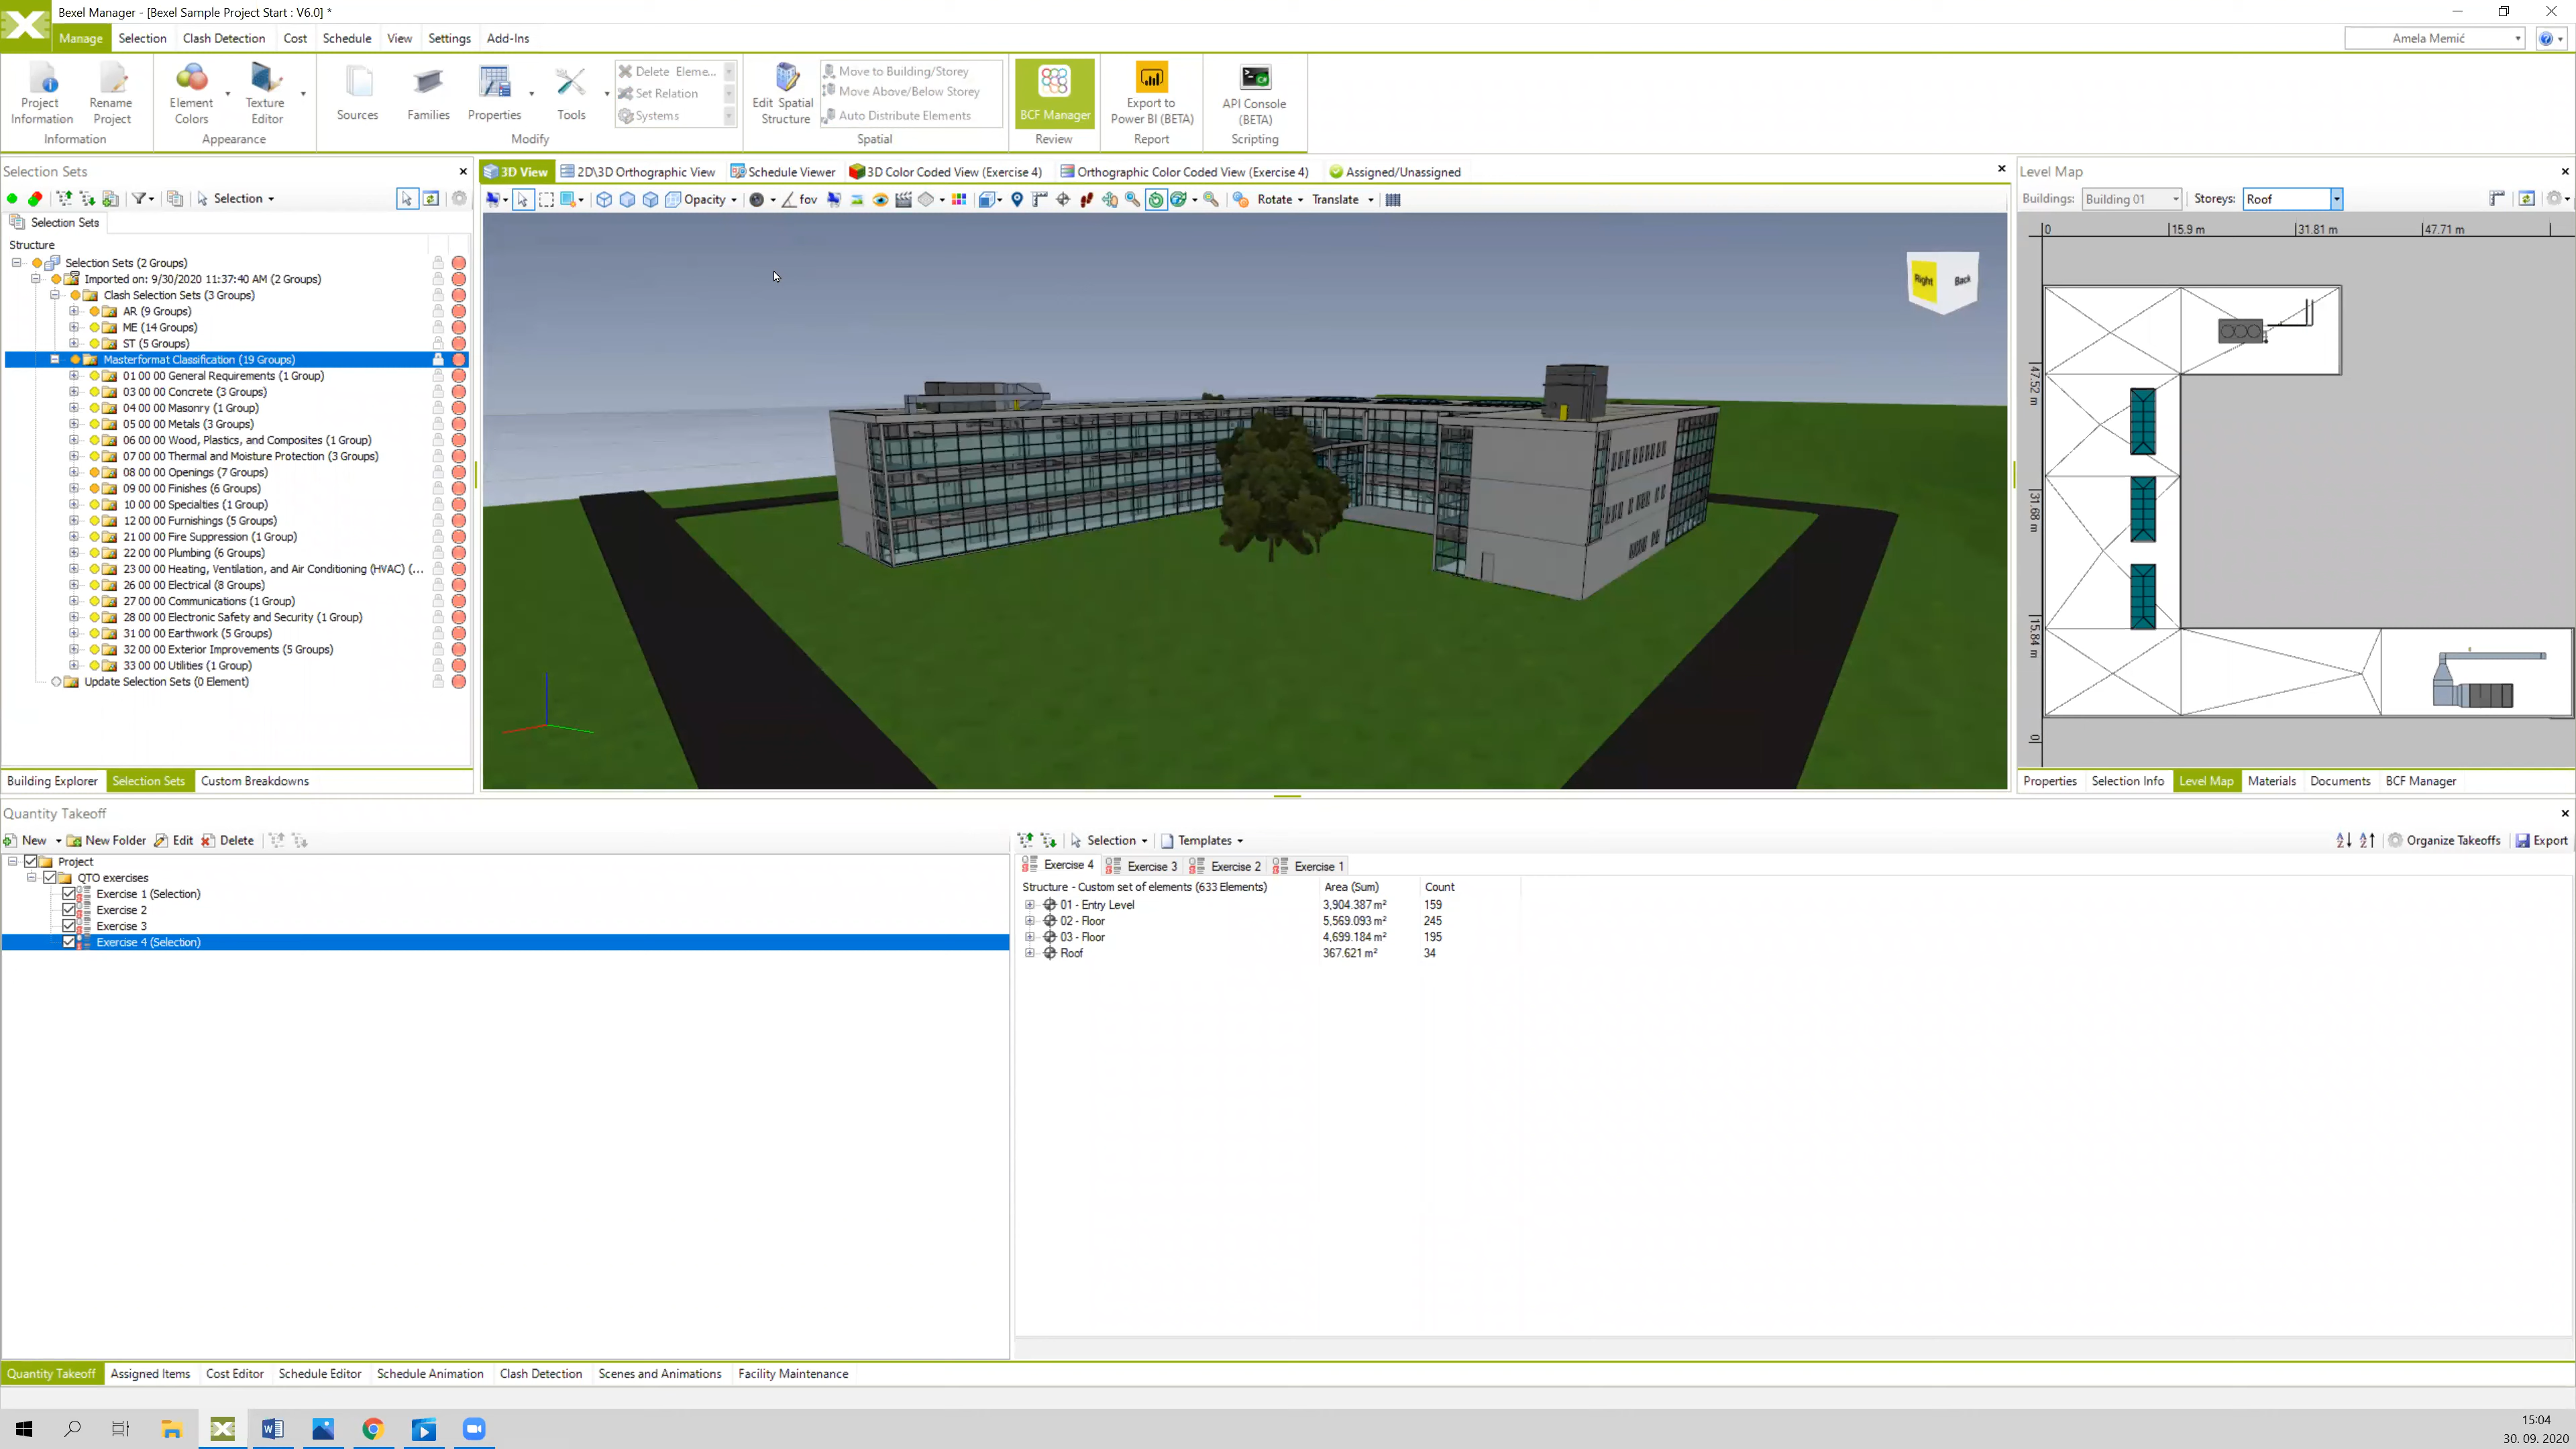 Bexel Manager - [Bexel Sample Project Start : V6.0] *
Manage Selection Clash Detection Cost Schedule View Settings Add-Ins
Amela Memić
Project Information
Rename Project
Information
Element Colors
Texture Editor
Appearance
Sources
Families
Properties
Tools
Delete Eleme...
Set Relation
Systems
Modify
Edit Spatial Structure
Move to Building/Storey
Move Above/Below Storey
Auto Distribute Elements
Spatial
BCF Manager
Review
Export to Power BI (BETA)
Report
API Console (BETA)
Scripting
Selection Sets
Selection
Selection Sets
Structure
Selection Sets (2 Groups)
Imported on: 9/30/2020 11:37:40 AM (2 Groups)
Clash Selection Sets (3 Groups)
AR (9 Groups)
ME (14 Groups)
ST (5 Groups)
Masterformat Classification (19 Groups)
01 00 00 General Requirements (1 Group)
03 00 00 Concrete (3 Groups)
04 00 00 Masonry (1 Group)
05 00 00 Metals (3 Groups)
06 00 00 Wood, Plastics, and Composites (1 Group)
07 00 00 Thermal and Moisture Protection (3 Groups)
08 00 00 Openings (7 Groups)
09 00 00 Finishes (6 Groups)
10 00 00 Specialties (1 Group)
12 00 00 Furnishings (5 Groups)
21 00 00 Fire Suppression (1 Group)
22 00 00 Plumbing (6 Groups)
23 00 00 Heating, Ventilation, and Air Conditioning (HVAC) (...
26 00 00 Electrical (8 Groups)
27 00 00 Communications (1 Group)
28 00 00 Electronic Safety and Security (1 Group)
31 00 00 Earthwork (5 Groups)
32 00 00 Exterior Improvements (5 Groups)
33 00 00 Utilities (1 Group)
Update Selection Sets (0 Element)
Building Explorer Selection Sets Custom Breakdowns
3D View 2D\3D Orthographic View Schedule Viewer 3D Color Coded View (Exercise 4) Orthographic Color Coded View (Exercise 4) Assigned/Unassigned
Opacity fov Rotate Translate
Right Back
Level Map
Buildings: Building 01 Storeys: Roof
0 15.9 m 31.81 m 47.71 m
47.52 m
31.68 m
15.84 m
0
Properties Selection Info Level Map Materials Documents BCF Manager
Quantity Takeoff
New New Folder Edit Delete
Project
QTO exercises
Exercise 1 (Selection)
Exercise 2
Exercise 3
Exercise 4 (Selection)
Selection Templates Organize Takeoffs Export
Exercise 4 Exercise 3 Exercise 2 Exercise 1
Structure - Custom set of elements (633 Elements) Area (Sum) Count
01 - Entry Level 3,904.387 m² 159
02 - Floor 5,569.093 m² 245
03 - Floor 4,699.184 m² 195
Roof 367.621 m² 34
Quantity Takeoff Assigned Items Cost Editor Schedule Editor Schedule Animation Clash Detection Scenes and Animations Facility Maintenance
15:04
30. 09. 2020